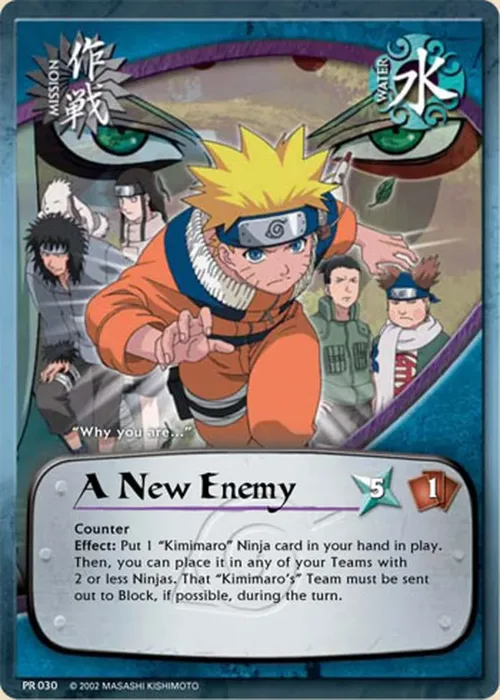 MISSION
作戦
WATER
水
"Why you are..."
A New Enemy
5
1
Counter
Effect: Put 1 "Kimimaro" Ninja card in your hand in play.
Then, you can place it in any of your Teams with
2 or less Ninjas. That "Kimimaro's" Team must be sent
out to Block, if possible, during the turn.
PR 030 © 2002 MASASHI KISHIMOTO